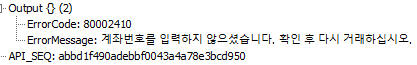 Output {} (2)
ErrorCode: 80002410
ErrorMessage: 계좌번호를 입력하지 않으셨습니다. 확인 후 다시 거래하십시오.
API_SEQ: abbd1f490adebbf0043a4a78e3bcd950